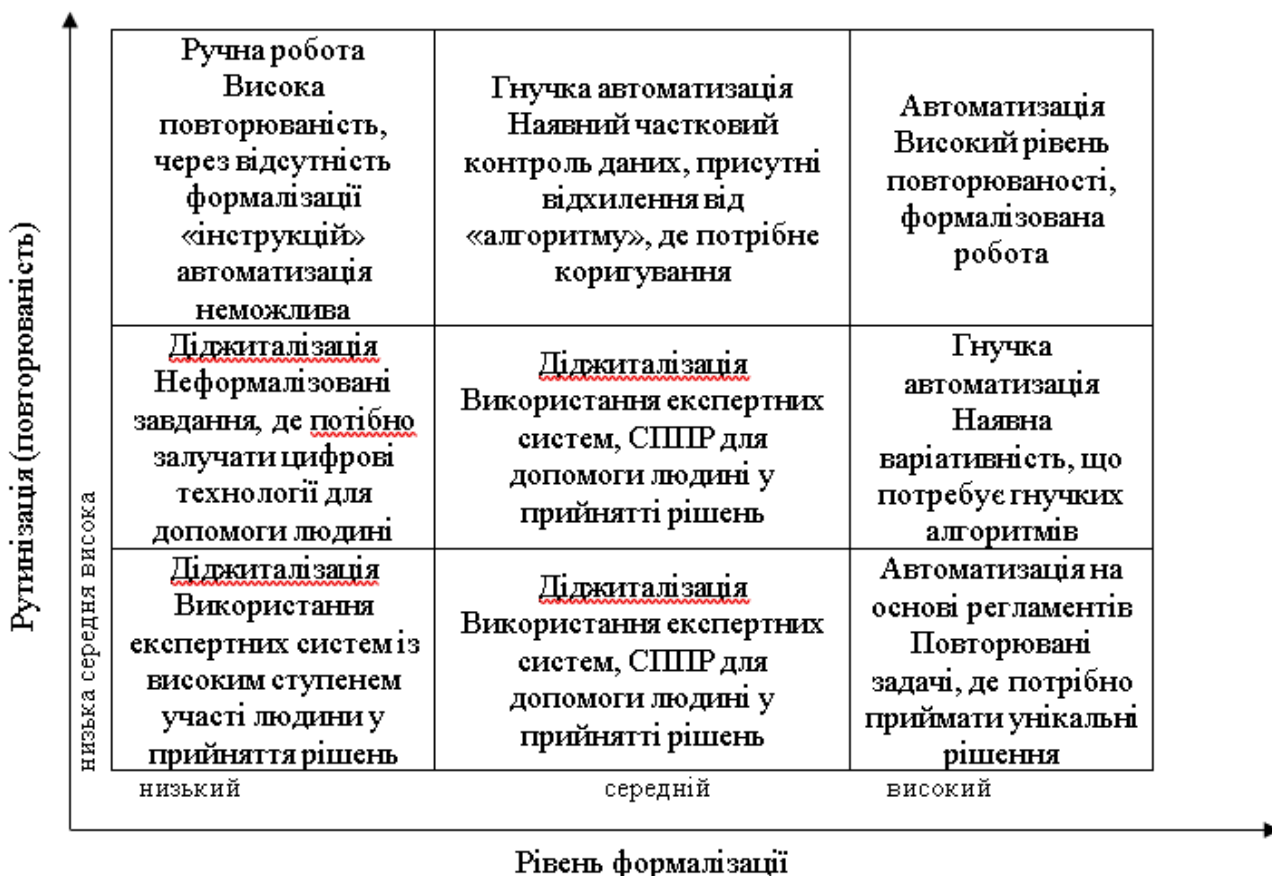 Рутинізація (повторюваність)
низька середня висока
Ручна робота
Висока
повторюваність,
через відсутність
формалізації
«інструкцій»
автоматизація
неможлива
Гнучка автоматизація
Наявний частковий
контроль даних, присутні
відхилення від
«алгоритму», де потрібне
коригування
Автоматизація
Високий рівень
повторюваності,
формалізована
робота
Діджиталізація
Неформалізовані
завдання, де потібно
залучати цифрові
технології для
допомоги людині
Діджиталізація
Використання експертних
систем, СППР для
допомоги людині у
прийнятті рішень
Гнучка
автоматизація
Наявна
варіативність, що
потребує гнучких
алгоритмів
Діджиталізація
Використання
експертних систем із
високим ступенем
участі людини у
прийняття рішень
Діджиталізація
Використання експертних
систем, СППР для
допомоги людині у
прийнятті рішень
Автоматизація на
основі регламентів
Повторювані
задачі, де потрібно
приймати унікальні
рішення
низький
середній
високий
Рівень формалізації